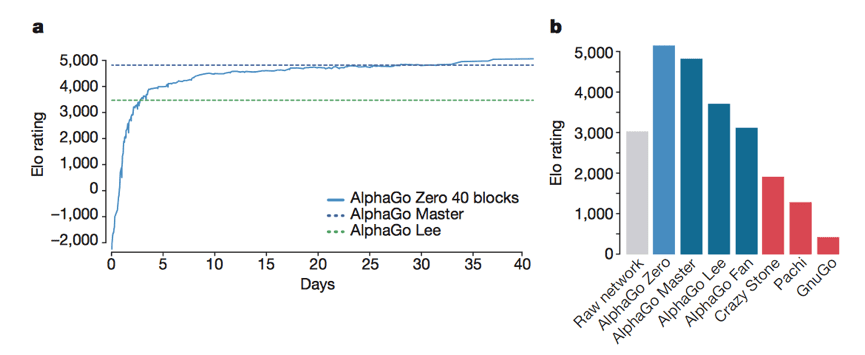 a
5,000
4,000
3,000
2,000
1,000
0
−1,000
−2,000
Elo rating
0 5 10 15 20 25 30 35 40
Days
AlphaGo Zero 40 blocks
AlphaGo Master
AlphaGo Lee
b
5,000
4,000
3,000
2,000
1,000
0
Elo rating
Raw network
AlphaGo Zero
AlphaGo Master
AlphaGo Lee
AlphaGo Fan
Crazy Stone
Pachi
GnuGo